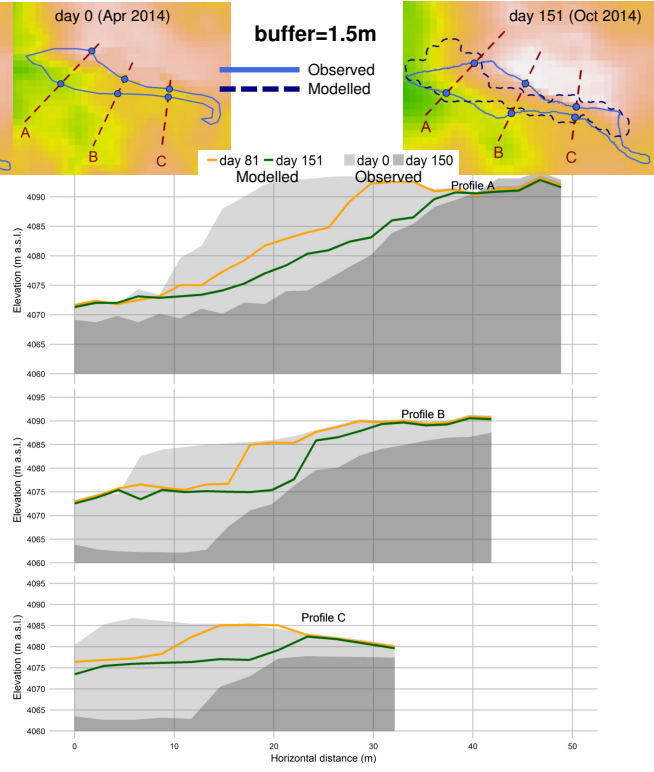 day 0 (Apr 2014)
buffer=1.5m
day 151 (Oct 2014)
Observed
Modelled
A
B
C
A
B
C
day 81 day 151 day 0 day 150
Modelled Observed
Profile A
Elevation (m a.s.l.)
4090
4085
4080
4075
4070
4065
4060
Profile B
Elevation (m a.s.l.)
4095
4090
4085
4080
4075
4070
4065
4060
Profile C
Elevation (m a.s.l.)
4095
4090
4085
4080
4075
4070
4065
4060
0 10 20 30 40 50
Horizontal distance (m)